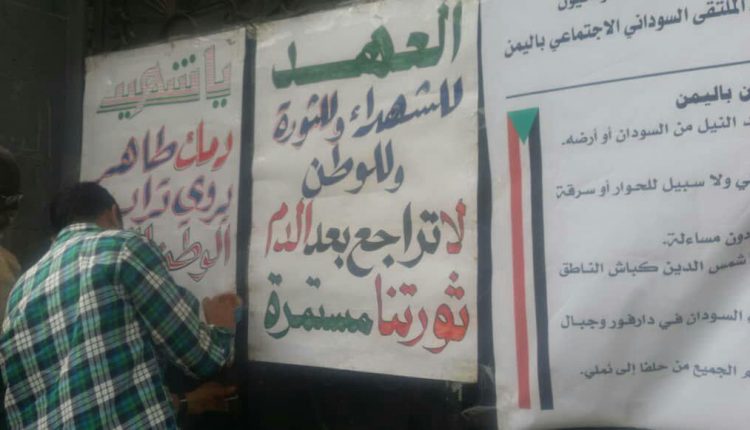 يا شهيد
دمك طاهر
يروي تراب
الوطن
العهد
للشهداء وللثورة
وللوطن
لا تراجع بعد الدم
ثورتنا مستمرة
الملتقى السوداني الاجتماعي باليمن
باليمن
النيل من السودان أو أرضه.
ولا سبيل للحوار أو سرقة
دون مساءلة.
شمس الدين كباش الناطق
السودان في دارفور وجبال
الجميع من حلفا إلى نملي.